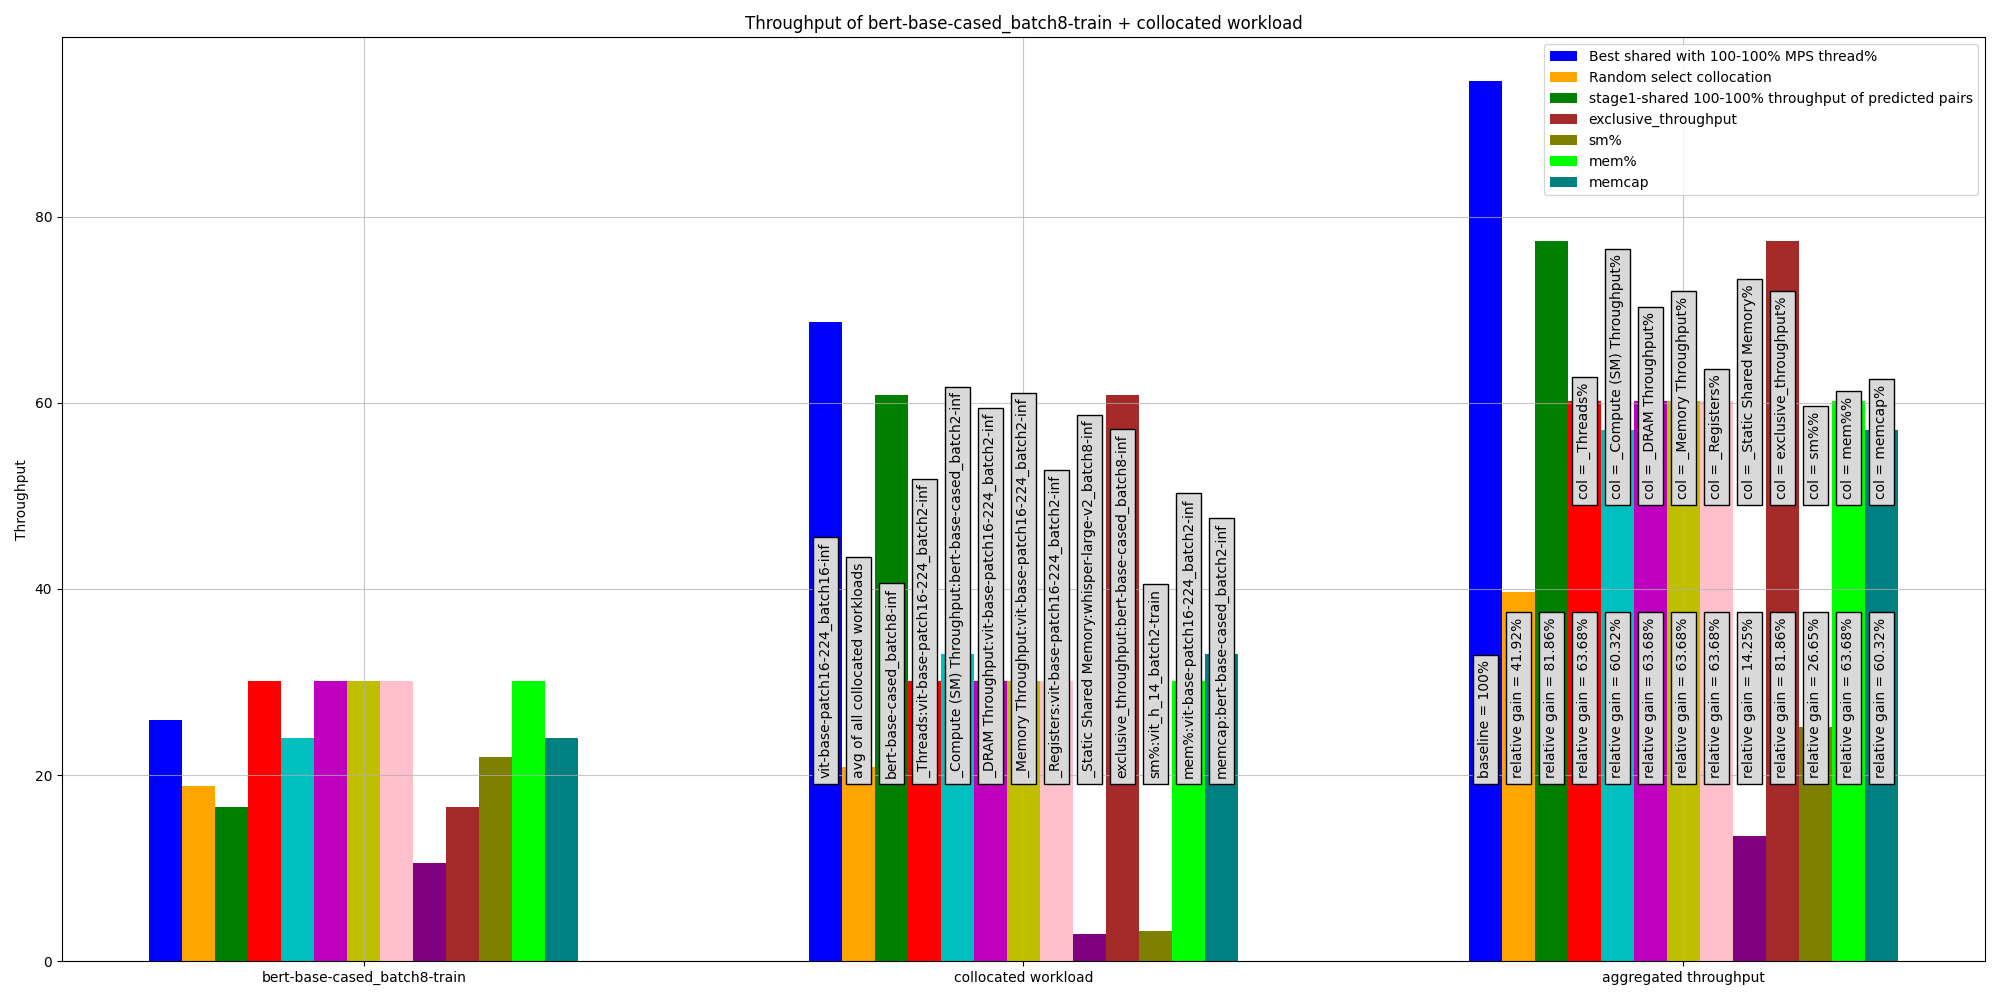 Throughput of bert-base-cased_batch8-train + collocated workload
Best shared with 100-100% MPS thread%
Random select collocation
stage1-shared 100-100% throughput of predicted pairs
exclusive_throughput
sm%
mem%
memcap
Throughput
80
60
40
20
0
vit-base-patch16-224_batch16-inf
avg of all collocated workloads
bert-base-cased_batch8-inf
_Threads:vit-base-patch16-224_batch2-inf
_Compute (SM) Throughput:bert-base-cased_batch2-inf
_DRAM Throughput:vit-base-patch16-224_batch2-inf
_Memory Throughput:vit-base-patch16-224_batch2-inf
_Registers:vit-base-patch16-224_batch2-inf
_Static Shared Memory:whisper-large-v2_batch8-inf
exclusive_throughput:bert-base-cased_batch8-inf
sm%:vit_h_14_batch2-train
mem%:vit-base-patch16-224_batch2-inf
memcap:bert-base-cased_batch2-inf
col = _Threads%
col = _Compute (SM) Throughput%
col = _DRAM Throughput%
col = _Memory Throughput%
col = _Registers%
col = _Static Shared Memory%
col = exclusive_throughput%
col = sm%%
col = mem%%
col = memcap%
baseline = 100%
relative gain = 41.92%
relative gain = 81.86%
relative gain = 63.68%
relative gain = 60.32%
relative gain = 63.68%
relative gain = 63.68%
relative gain = 63.68%
relative gain = 14.25%
relative gain = 81.86%
relative gain = 26.65%
relative gain = 63.68%
relative gain = 60.32%
bert-base-cased_batch8-train
collocated workload
aggregated throughput